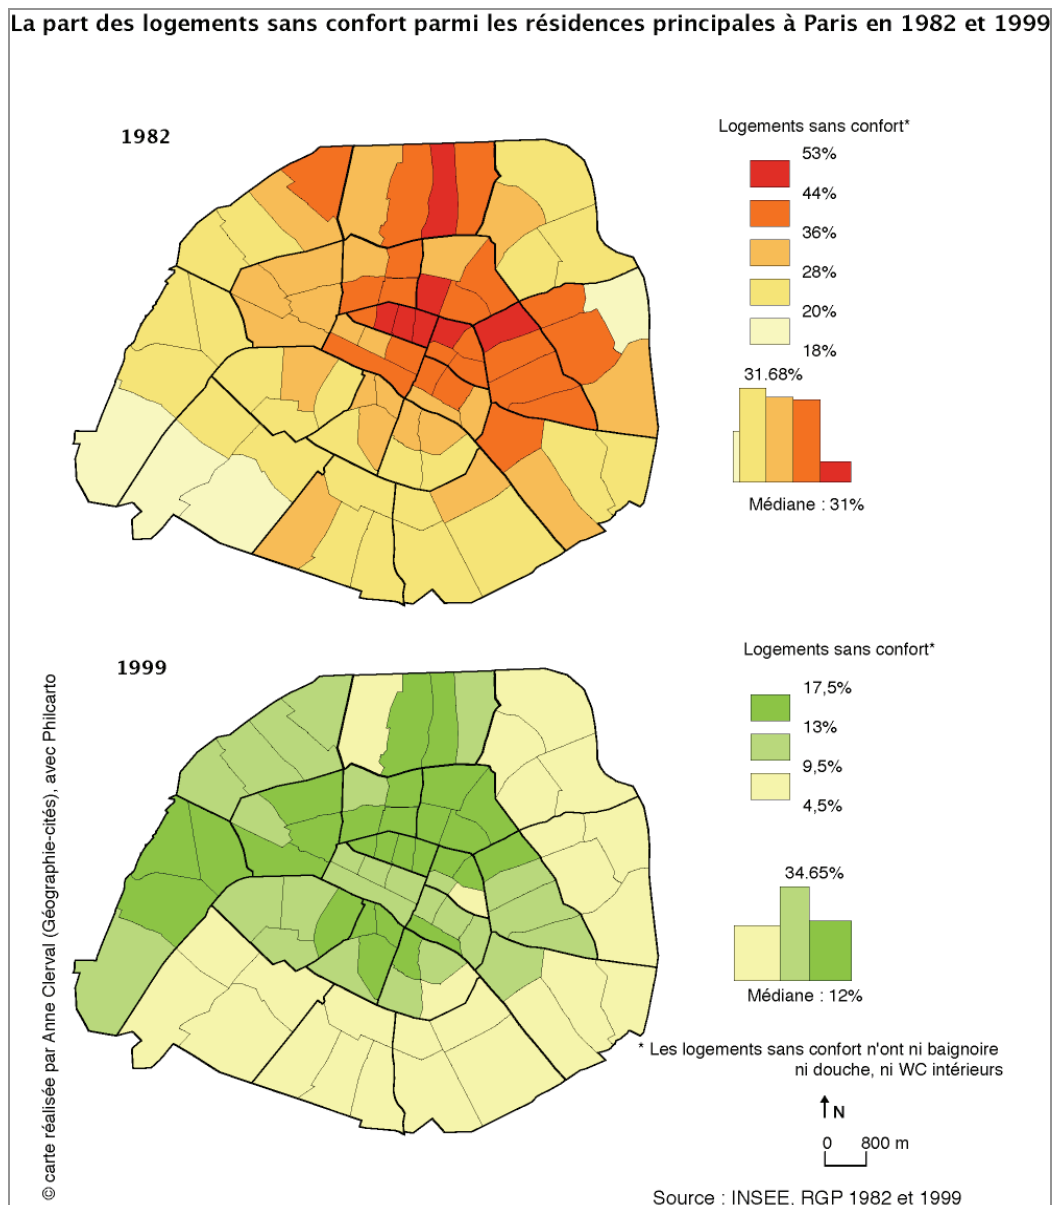 La part des logements sans confort parmi les résidences principales à Paris en 1982 et 1999
1982
Logements sans confort*
53%
44%
36%
28%
20%
18%
31.68%
Médiane : 31%
1999
Logements sans confort*
17,5%
13%
9,5%
4,5%
34.65%
Médiane : 12%
* Les logements sans confort n'ont ni baignoire
ni douche, ni WC intérieurs
N
0 800 m
Source : INSEE, RGP 1982 et 1999
© carte réalisée par Anne Clerval (Géographie-cités), avec Philcarto